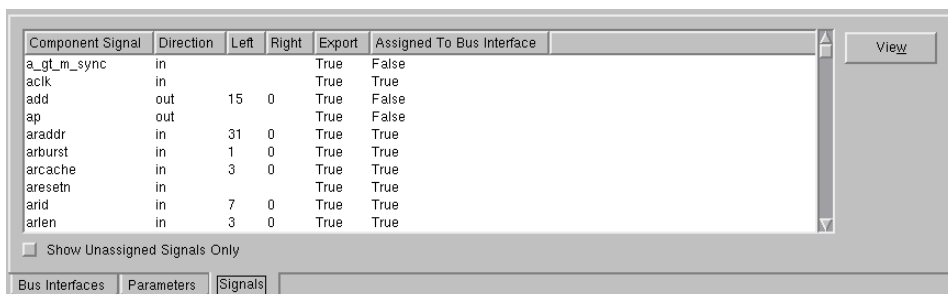 Component Signal Direction Left Right Export Assigned To Bus Interface
View
a_gt_m_sync in True False
aclk in True True
add out 15 0 True False
ap out True False
araddr in 31 0 True True
arburst in 1 0 True True
arcache in 3 0 True True
aresetn in True True
arid in 7 0 True True
arlen in 3 0 True True
Show Unassigned Signals Only
Bus Interfaces Parameters Signals